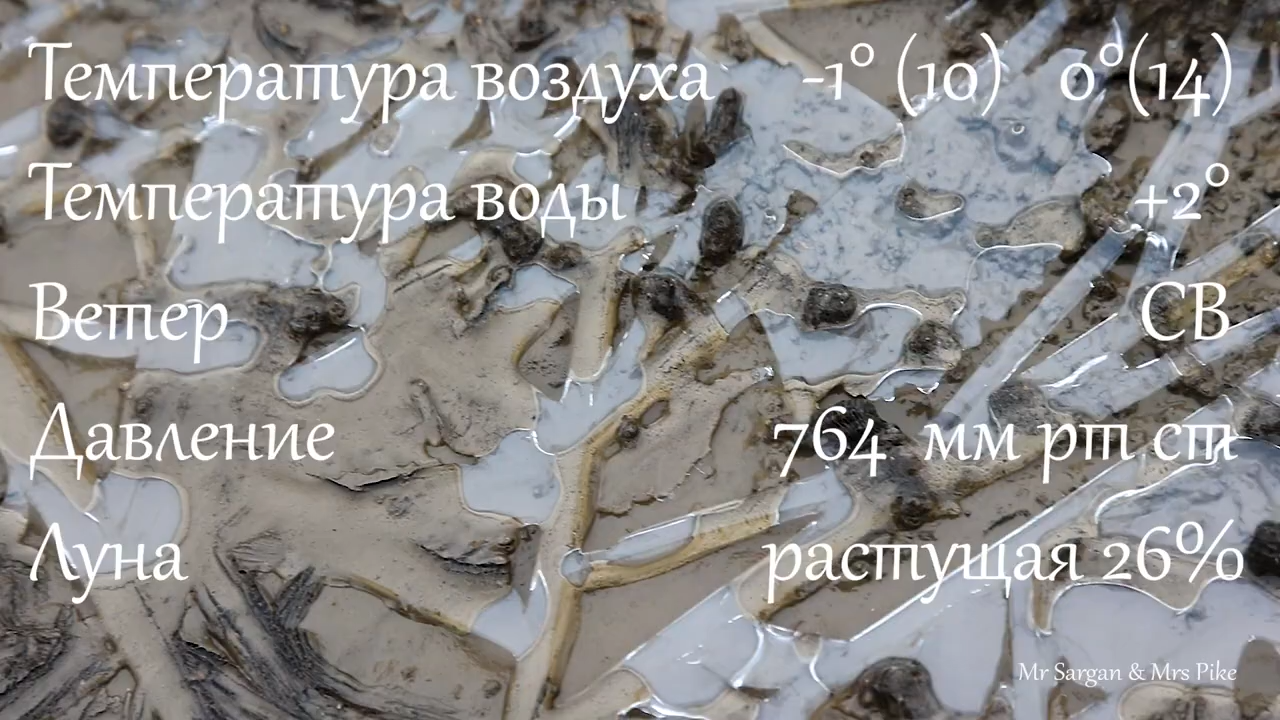 Температура воздуха -1° (10) 0°(14)
Температура воды +2°
Ветер СВ
Давление 764 мм рт ст
Луна растущая 26%
Mr Sargan & Mrs Pike